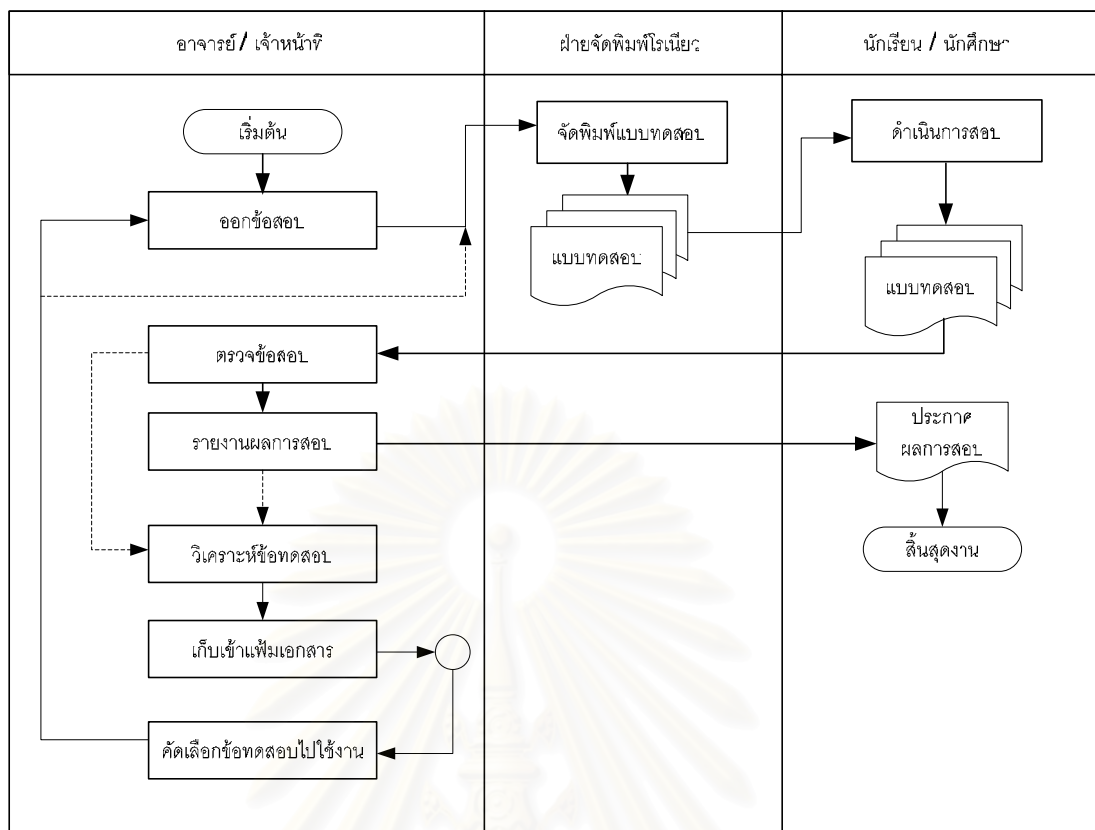 อาจารย์ / เจ้าหน้าที่
ฝ่ายจัดพิมพ์โรเนียว
นักเรียน / นักศึกษา
เริ่มต้น
ออกข้อสอบ
จัดพิมพ์แบบทดสอบ
แบบทดสอบ
ดำเนินการสอบ
แบบทดสอบ
ตรวจข้อสอบ
รายงานผลการสอบ
ประกาศ
ผลการสอบ
วิเคราะห์ข้อทดสอบ
สิ้นสุดงาน
เก็บเข้าแฟ้มเอกสาร
คัดเลือกข้อทดสอบไปใช้งาน